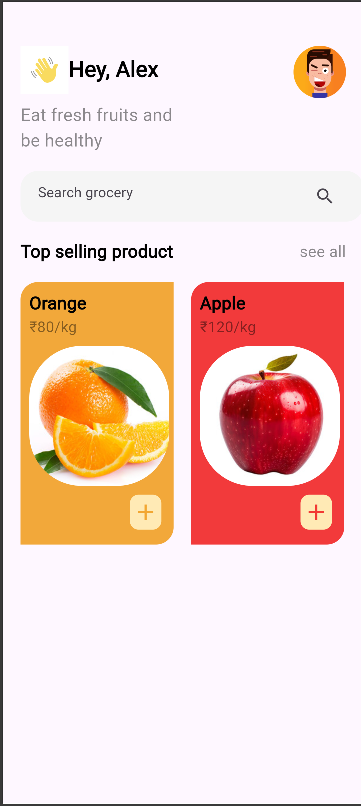 Hey, Alex
Eat fresh fruits and
be healthy
Search grocery
Top selling product
see all
Orange
₹80/kg
Apple
₹120/kg